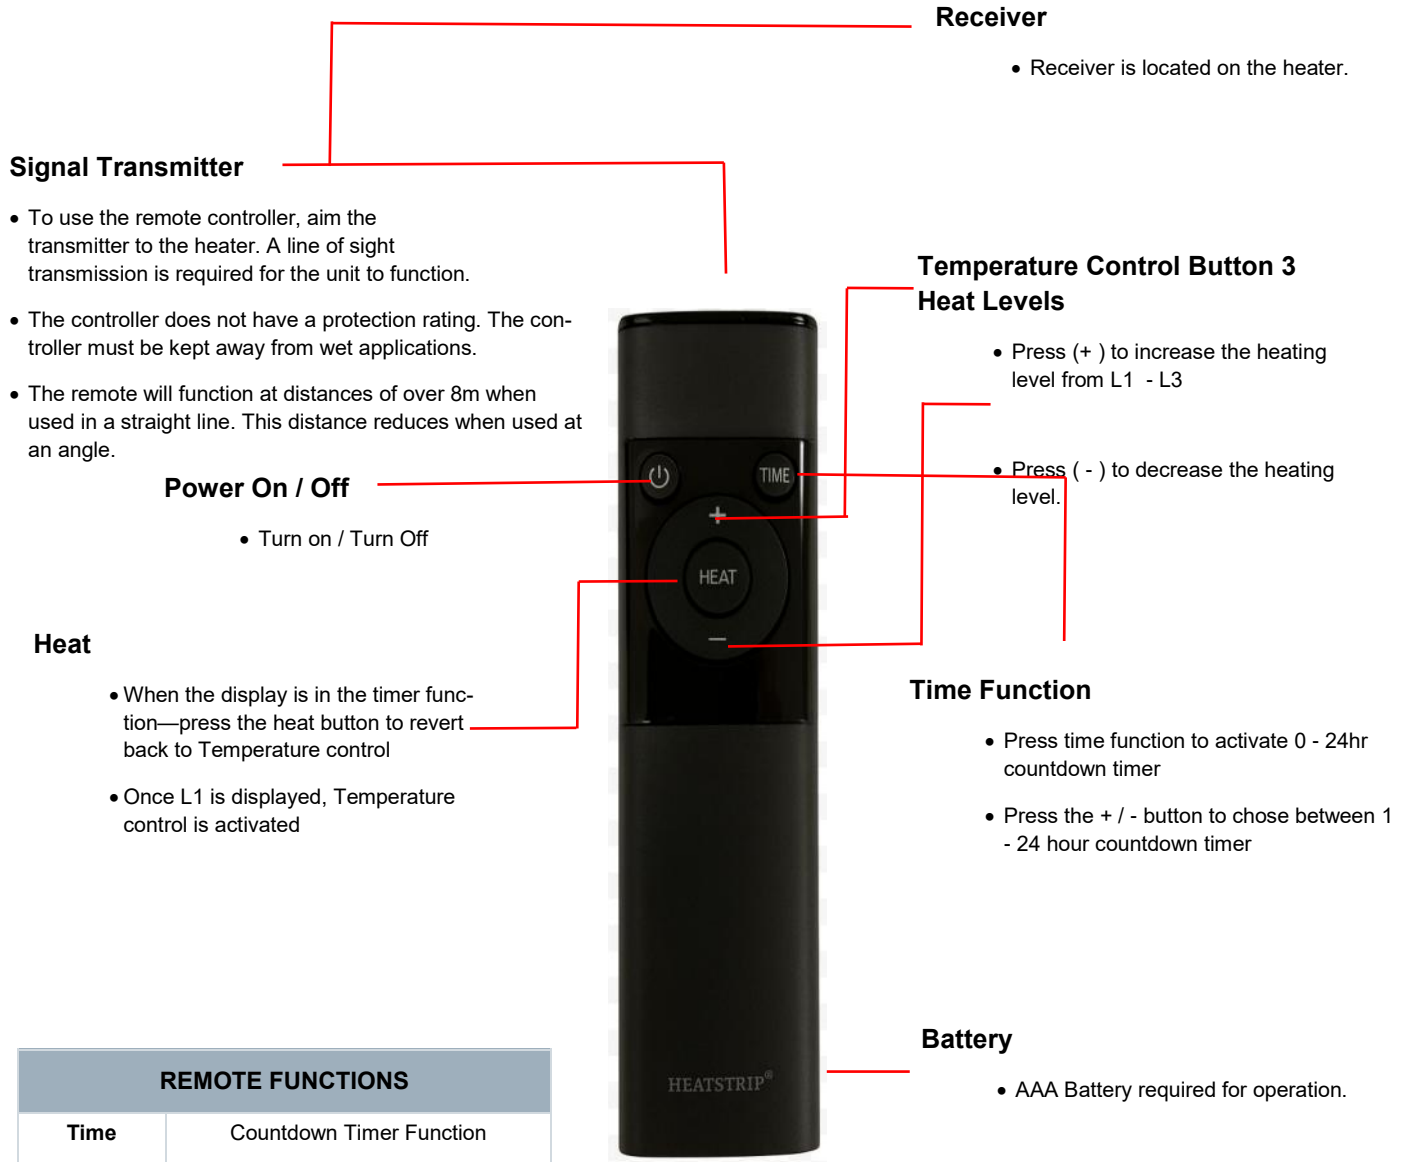 Receiver
• Receiver is located on the heater.
Signal Transmitter
• To use the remote controller, aim the
transmitter to the heater. A line of sight
transmission is required for the unit to function.
• The controller does not have a protection rating. The con-
troller must be kept away from wet applications.
• The remote will function at distances of over 8m when
used in a straight line. This distance reduces when used at
an angle.
Temperature Control Button 3
Heat Levels
• Press (+ ) to increase the heating
level from L1 - L3
• Press ( - ) to decrease the heating
level.
Power On / Off
• Turn on / Turn Off
TIME
+
HEAT
–
Heat
• When the display is in the timer func-
tion—press the heat button to revert
back to Temperature control
• Once L1 is displayed, Temperature
control is activated
Time Function
• Press time function to activate 0 - 24hr
countdown timer
• Press the + / - button to chose between 1
- 24 hour countdown timer
Battery
• AAA Battery required for operation.
HEATSTRIP®
REMOTE FUNCTIONS
Time Countdown Timer Function